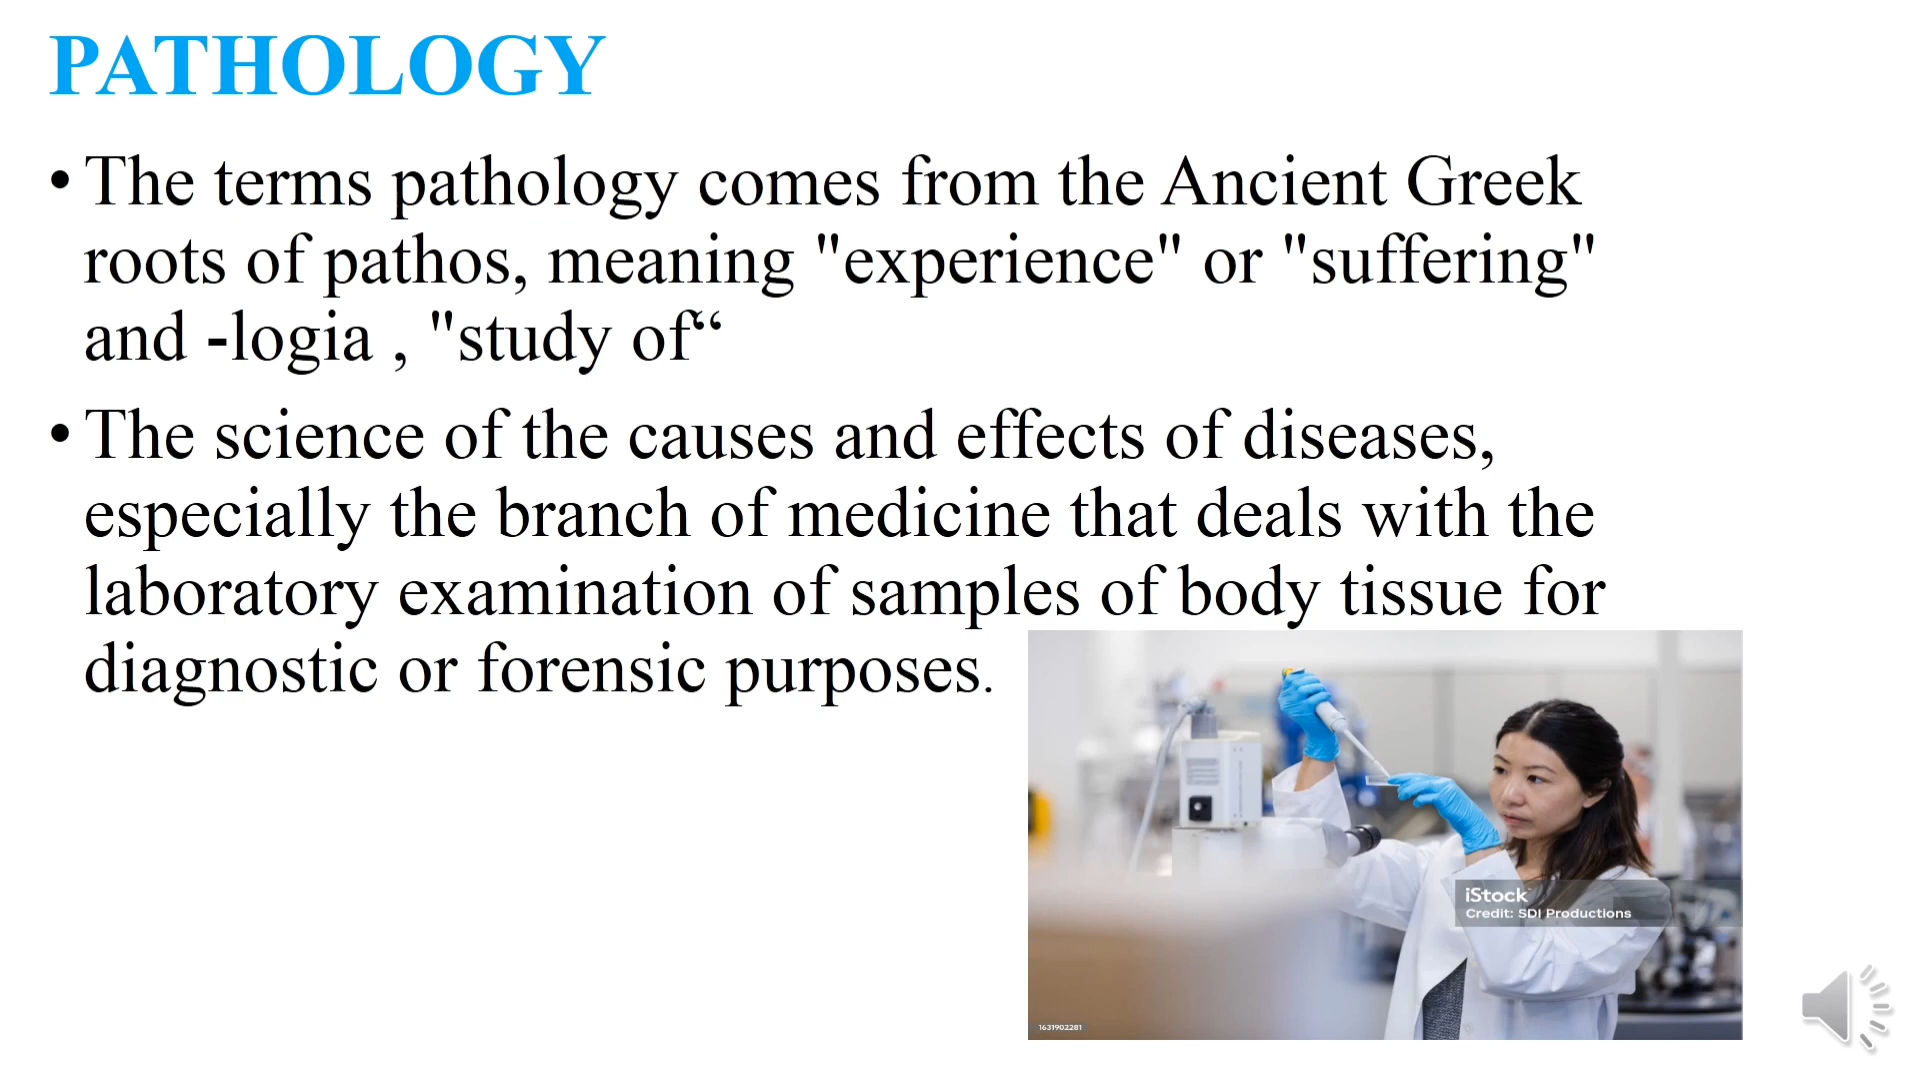 PATHOLOGY
• The terms pathology comes from the Ancient Greek
roots of pathos, meaning "experience" or "suffering"
and -logia , "study of“
• The science of the causes and effects of diseases,
especially the branch of medicine that deals with the
laboratory examination of samples of body tissue for
diagnostic or forensic purposes.
iStock
Credit: SDI Productions
1631902281